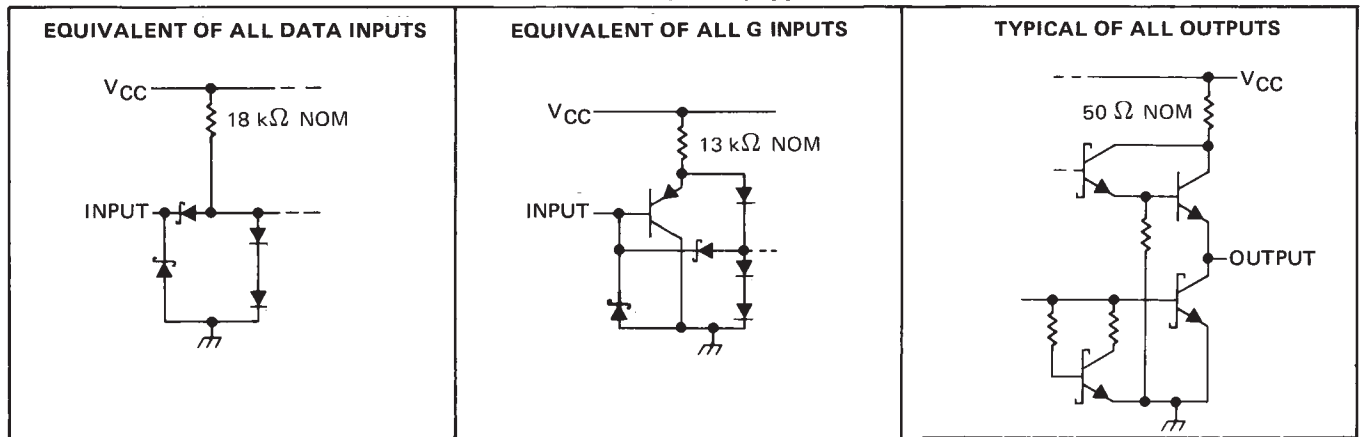 EQUIVALENT OF ALL DATA INPUTS
VCC
18 kΩ NOM
INPUT
EQUIVALENT OF ALL G INPUTS
VCC
13 kΩ NOM
INPUT
TYPICAL OF ALL OUTPUTS
VCC
50 Ω NOM
OUTPUT